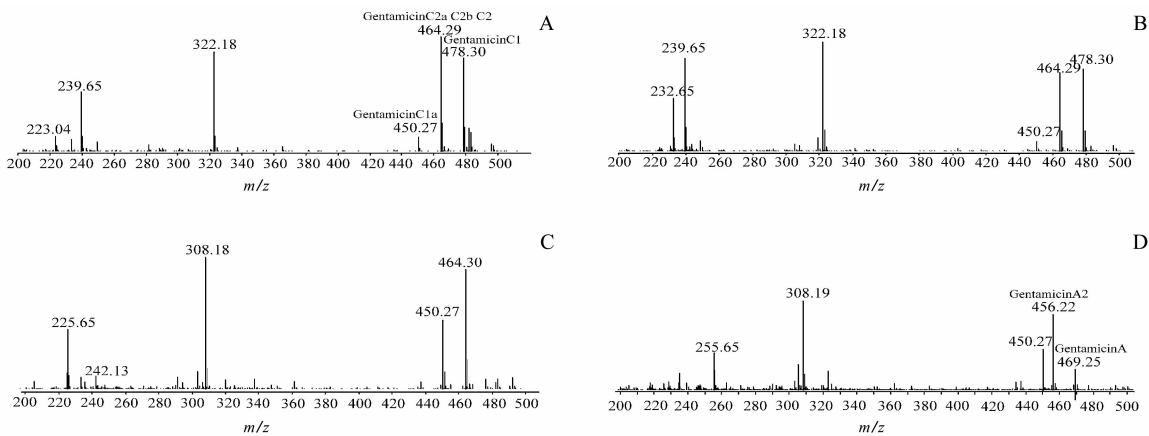 A
GentamicinC2a C2b C2
464.29
GentamicinC1
478.30
322.18
239.65
223.04
GentamicinC1a
450.27
200 220 240 260 280 300 320 340 360 380 400 420 440 460 480 500
m/z
B
322.18
239.65
232.65
464.29
478.30
450.27
200 220 240 260 280 300 320 340 360 380 400 420 440 460 480 500
m/z
C
308.18
464.30
450.27
225.65
242.13
200 220 240 260 280 300 320 340 360 380 400 420 440 460 480 500
m/z
D
308.19
GentamicinA2
456.22
450.27
GentamicinA
469.25
255.65
200 220 240 260 280 300 320 340 360 380 400 420 440 460 480 500
m/z